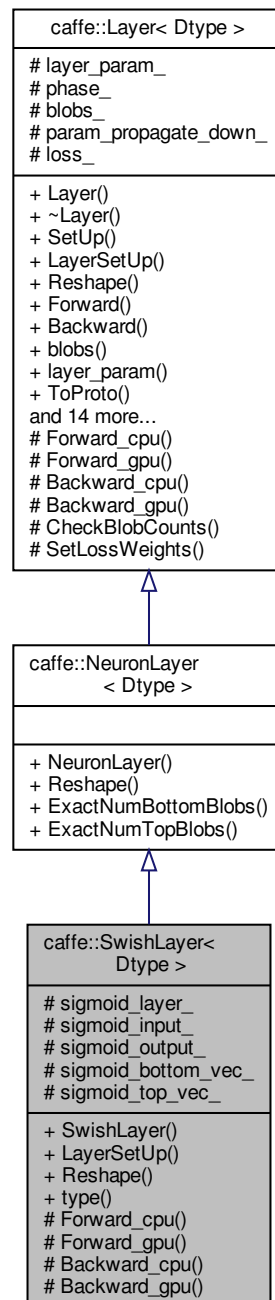 caffe::Layer< Dtype >
# layer_param_
# phase_
# blobs_
# param_propagate_down_
# loss_
+ Layer()
+ ~Layer()
+ SetUp()
+ LayerSetUp()
+ Reshape()
+ Forward()
+ Backward()
+ blobs()
+ layer_param()
+ ToProto()
and 14 more...
# Forward_cpu()
# Forward_gpu()
# Backward_cpu()
# Backward_gpu()
# CheckBlobCounts()
# SetLossWeights()
caffe::NeuronLayer
< Dtype >
+ NeuronLayer()
+ Reshape()
+ ExactNumBottomBlobs()
+ ExactNumTopBlobs()
caffe::SwishLayer<
Dtype >
# sigmoid_layer_
# sigmoid_input_
# sigmoid_output_
# sigmoid_bottom_vec_
# sigmoid_top_vec_
+ SwishLayer()
+ LayerSetUp()
+ Reshape()
+ type()
# Forward_cpu()
# Forward_gpu()
# Backward_cpu()
# Backward_gpu()